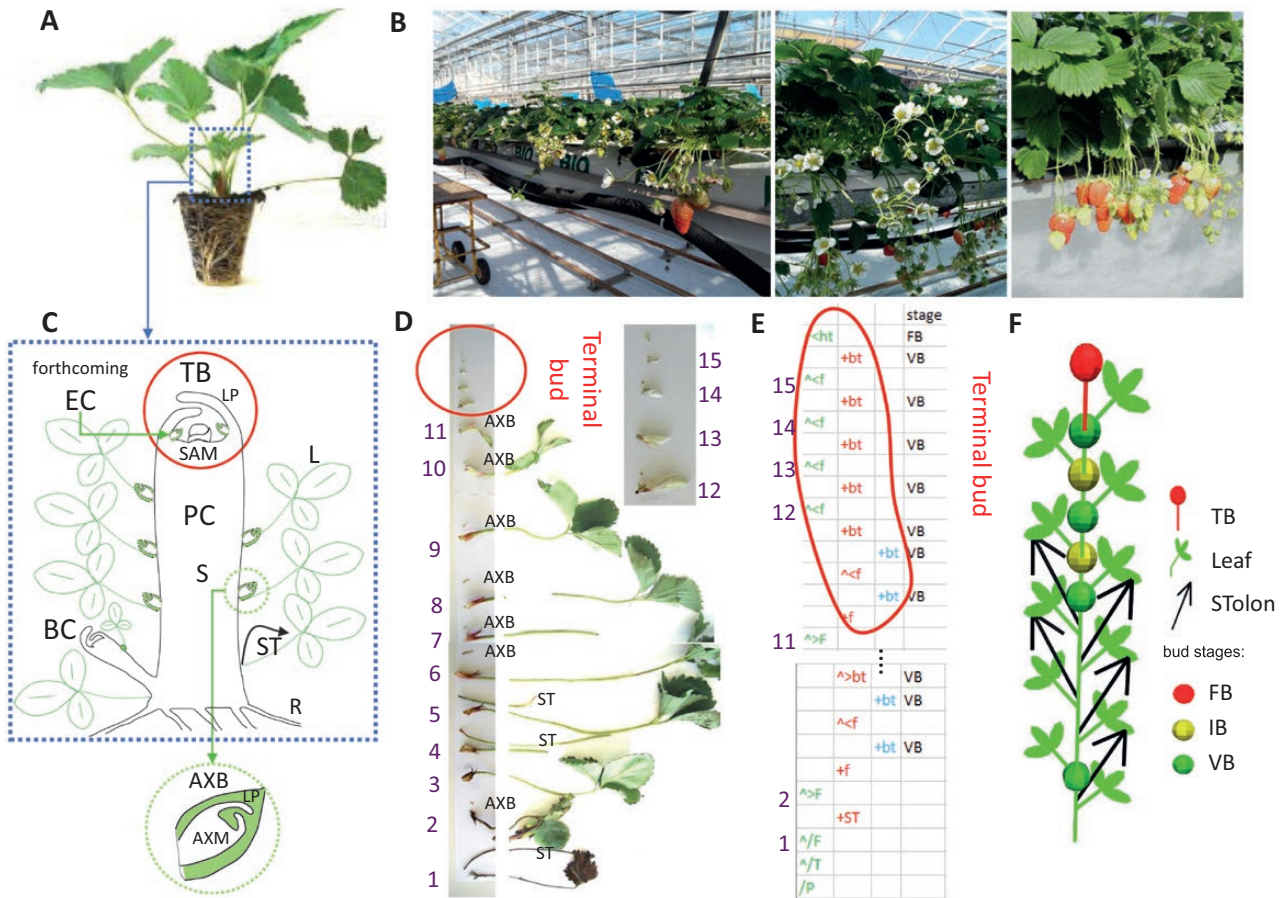 A
B
BIO
BIO
C
forthcoming
TB
LP
EC
SAM
L
PC
S
BC
ST
R
AXB
LP
AXM
D
Terminal
bud
15
14
13
12
AXB
11
AXB
10
AXB
9
AXB
8
AXB
7
AXB
6
ST
5
ST
4
3
AXB
2
ST
1
E
Terminal bud
stage
^<ht FB
+bt VB
15 ^<f
+bt VB
14 ^<f
+bt VB
13 ^<f
+bt VB
12 ^<f
+bt VB
+bt VB
^<f
+bt VB
+f
11 ^>F
^>bt VB
+bt VB
^<f
+bt VB
+f
2 ^>F
+ST
1 ^/F
^/T
/P
F
TB
Leaf
STolon
bud stages:
FB
IB
VB